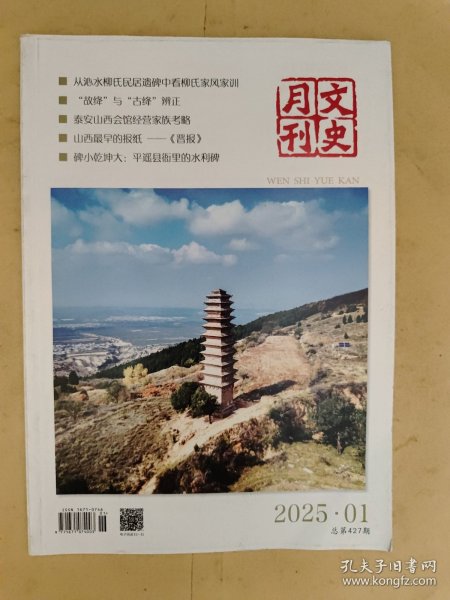 ■ 从沁水柳氏民居遗碑中看柳氏家风家训
■ “故绛”与“古绛”辨正
■ 泰安山西会馆经营家族考略
■ 山西最早的报纸 ——《晋报》
■ 碑小乾坤大：平遥县衙里的水利碑
文史月刊
WEN SHI YUE KAN
ISSN 1671-0746
2025·01
总第427期
孔夫子旧书网
www.kongfz.com